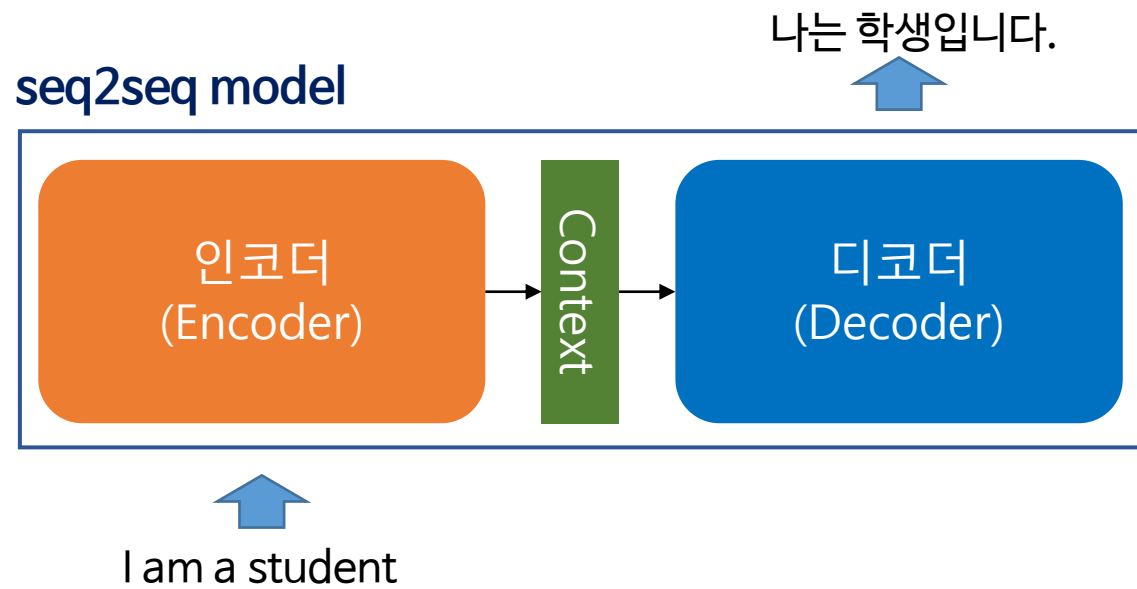 나는 학생입니다.
seq2seq model
인코더
(Encoder)
Context
디코더
(Decoder)
I am a student